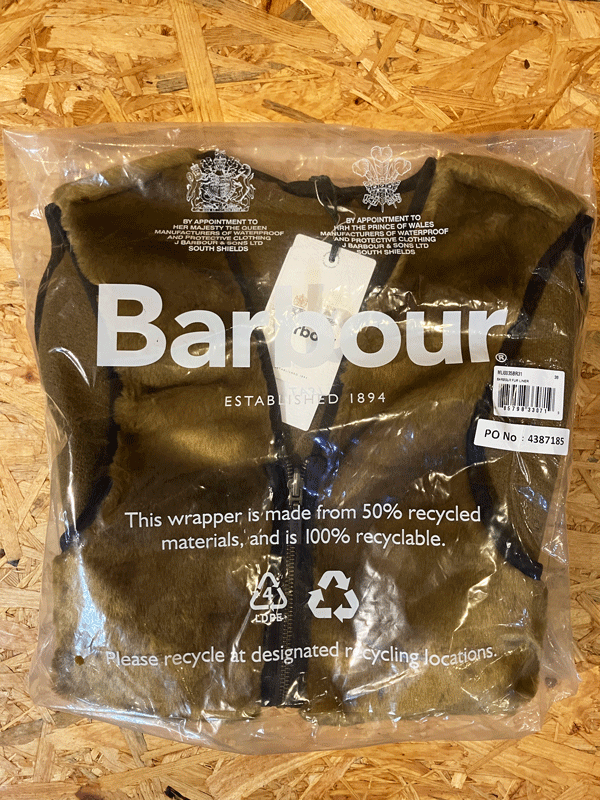 BY APPOINTMENT TO
HER MAJESTY THE QUEEN
MANUFACTURERS OF WATERPROOF
AND PROTECTIVE CLOTHING
J BARBOUR & SONS LTD
SOUTH SHIELDS
BY APPOINTMENT TO
HRH THE PRINCE OF WALES
MANUFACTURERS OF WATERPROOF
AND PROTECTIVE CLOTHING
J BARBOUR & SONS LTD
SOUTH SHIELDS
Barbour®
ESTABLISHED 1894
PO No : 4387185
This wrapper is made from 50% recycled
materials, and is 100% recyclable.
4
LDPE
Please recycle at designated recycling locations.